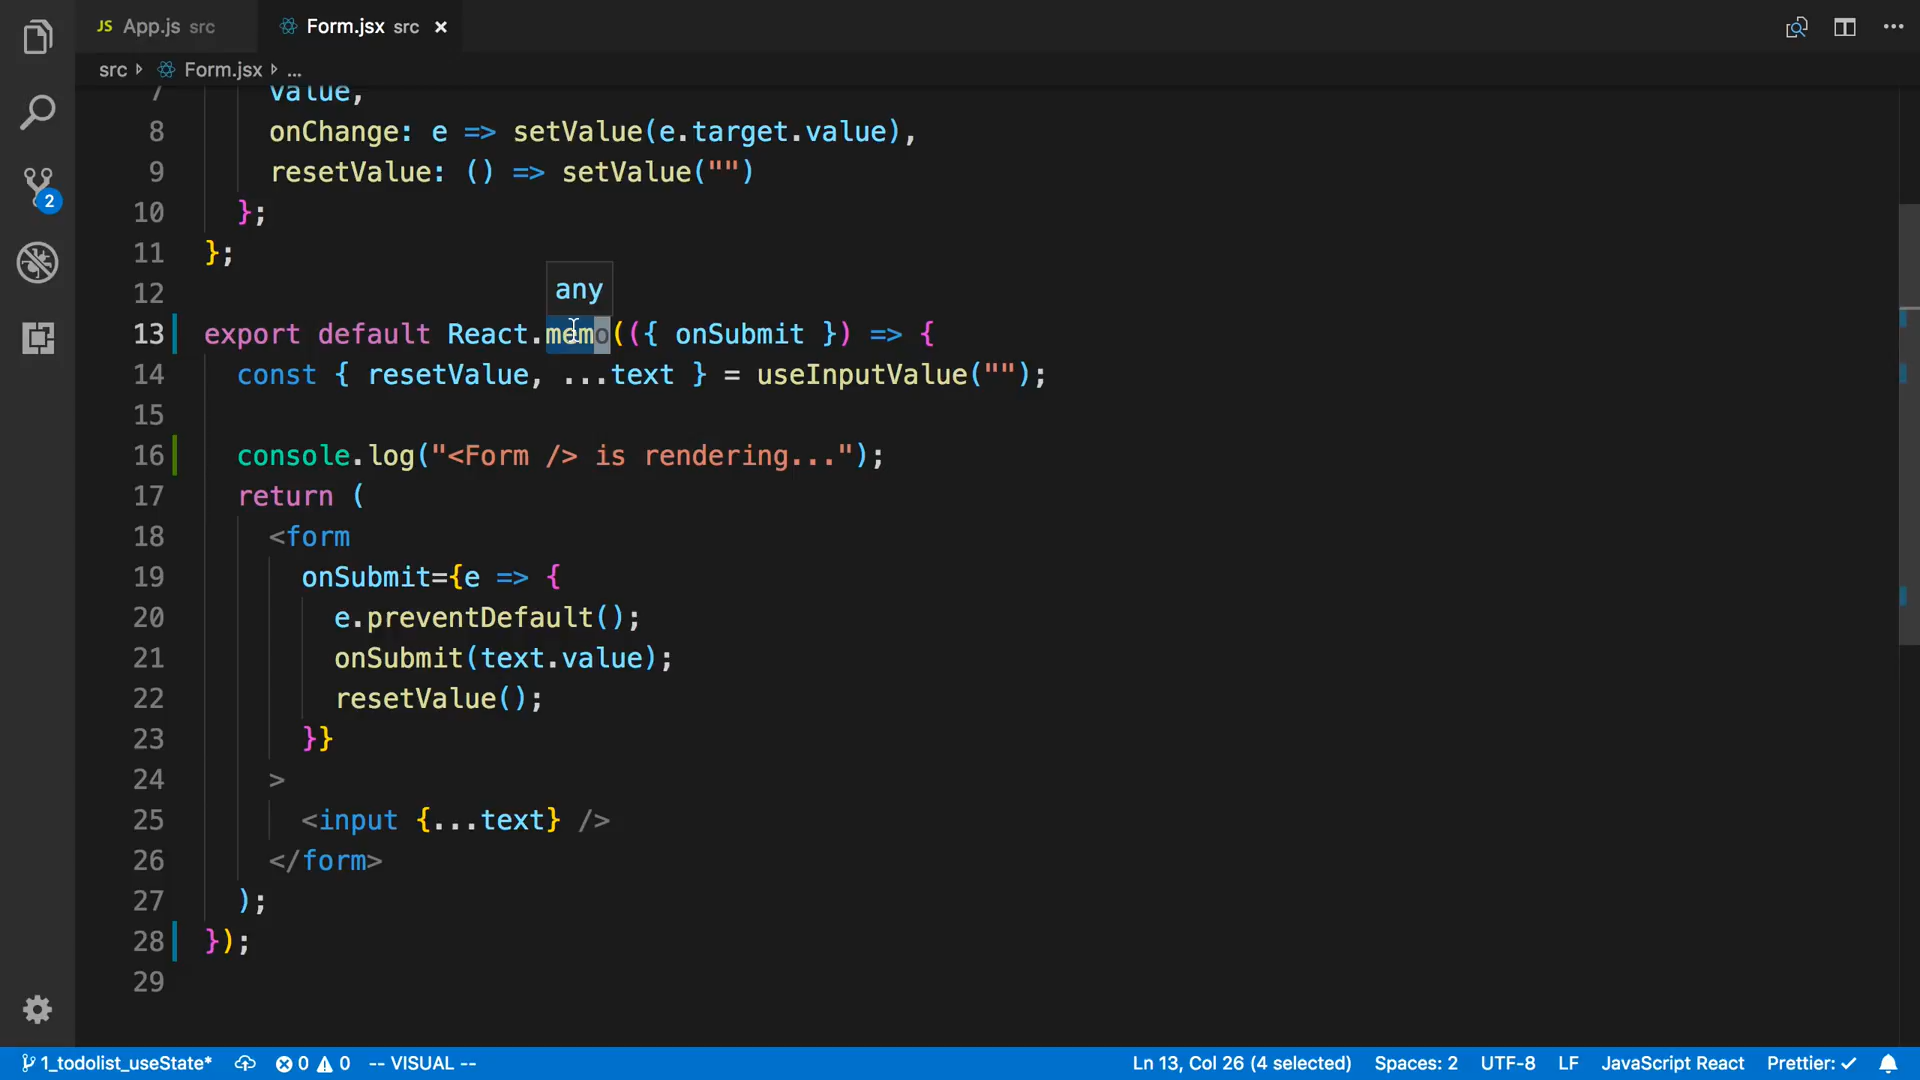 JS App.js src Form.jsx src ×
src Form.jsx ...
7 value,
8 onChange: e => setValue(e.target.value),
9 resetValue: () => setValue("")
10 };
11 };
any
12
13 export default React.memo(({ onSubmit }) => {
14 const { resetValue, ...text } = useInputValue("");
15
16 console.log("<Form /> is rendering...");
17 return (
18 <form
19 onSubmit={e => {
20 e.preventDefault();
21 onSubmit(text.value);
22 resetValue();
23 }}
24 >
25 <input {...text} />
26 </form>
27 );
28 });
29
2
1_todolist_useState* 0 0 -- VISUAL -- Ln 13, Col 26 (4 selected) Spaces: 2 UTF-8 LF JavaScript React Prettier: ✓